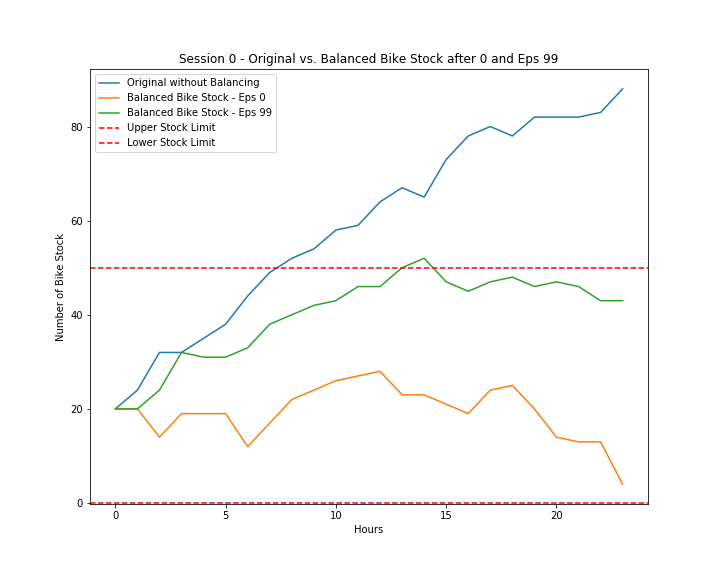 Session 0 - Original vs. Balanced Bike Stock after 0 and Eps 99
Original without Balancing
Balanced Bike Stock - Eps 0
Balanced Bike Stock - Eps 99
Upper Stock Limit
Lower Stock Limit
80
60
40
20
0
Number of Bike Stock
0 5 10 15 20
Hours